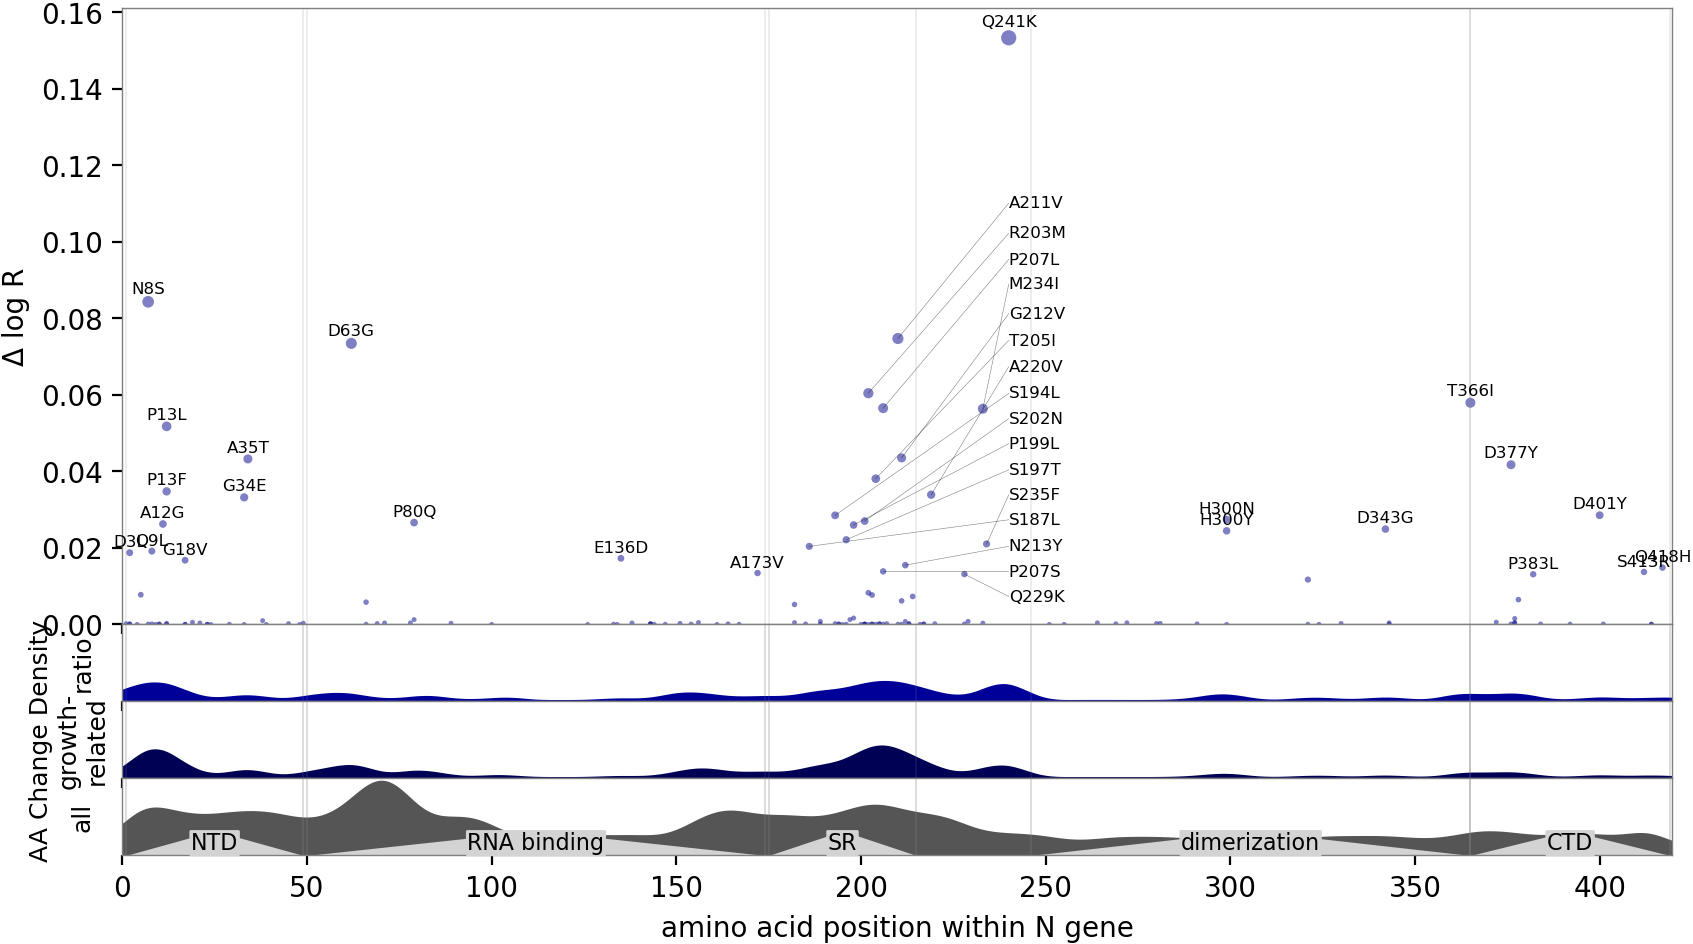 0.16
0.14
0.12
0.10
0.08
0.06
0.04
0.02
0.00
Δ log R
Q241K
A211V
R203M
P207L
M234I
G212V
T205I
A220V
S194L
S202N
P199L
S197T
S235F
S187L
N213Y
P207S
Q229K
N8S
D63G
P13L
A35T
P13F
G34E
A12G
P80Q
D3L
Q9L
G18V
E136D
A173V
T366I
D377Y
H300N
H300Y
D343G
D401Y
P383L
S413R
Q418H
AA Change Density
ratio
growth-
related
all
NTD
RNA binding
SR
dimerization
CTD
0 50 100 150 200 250 300 350 400
amino acid position within N gene